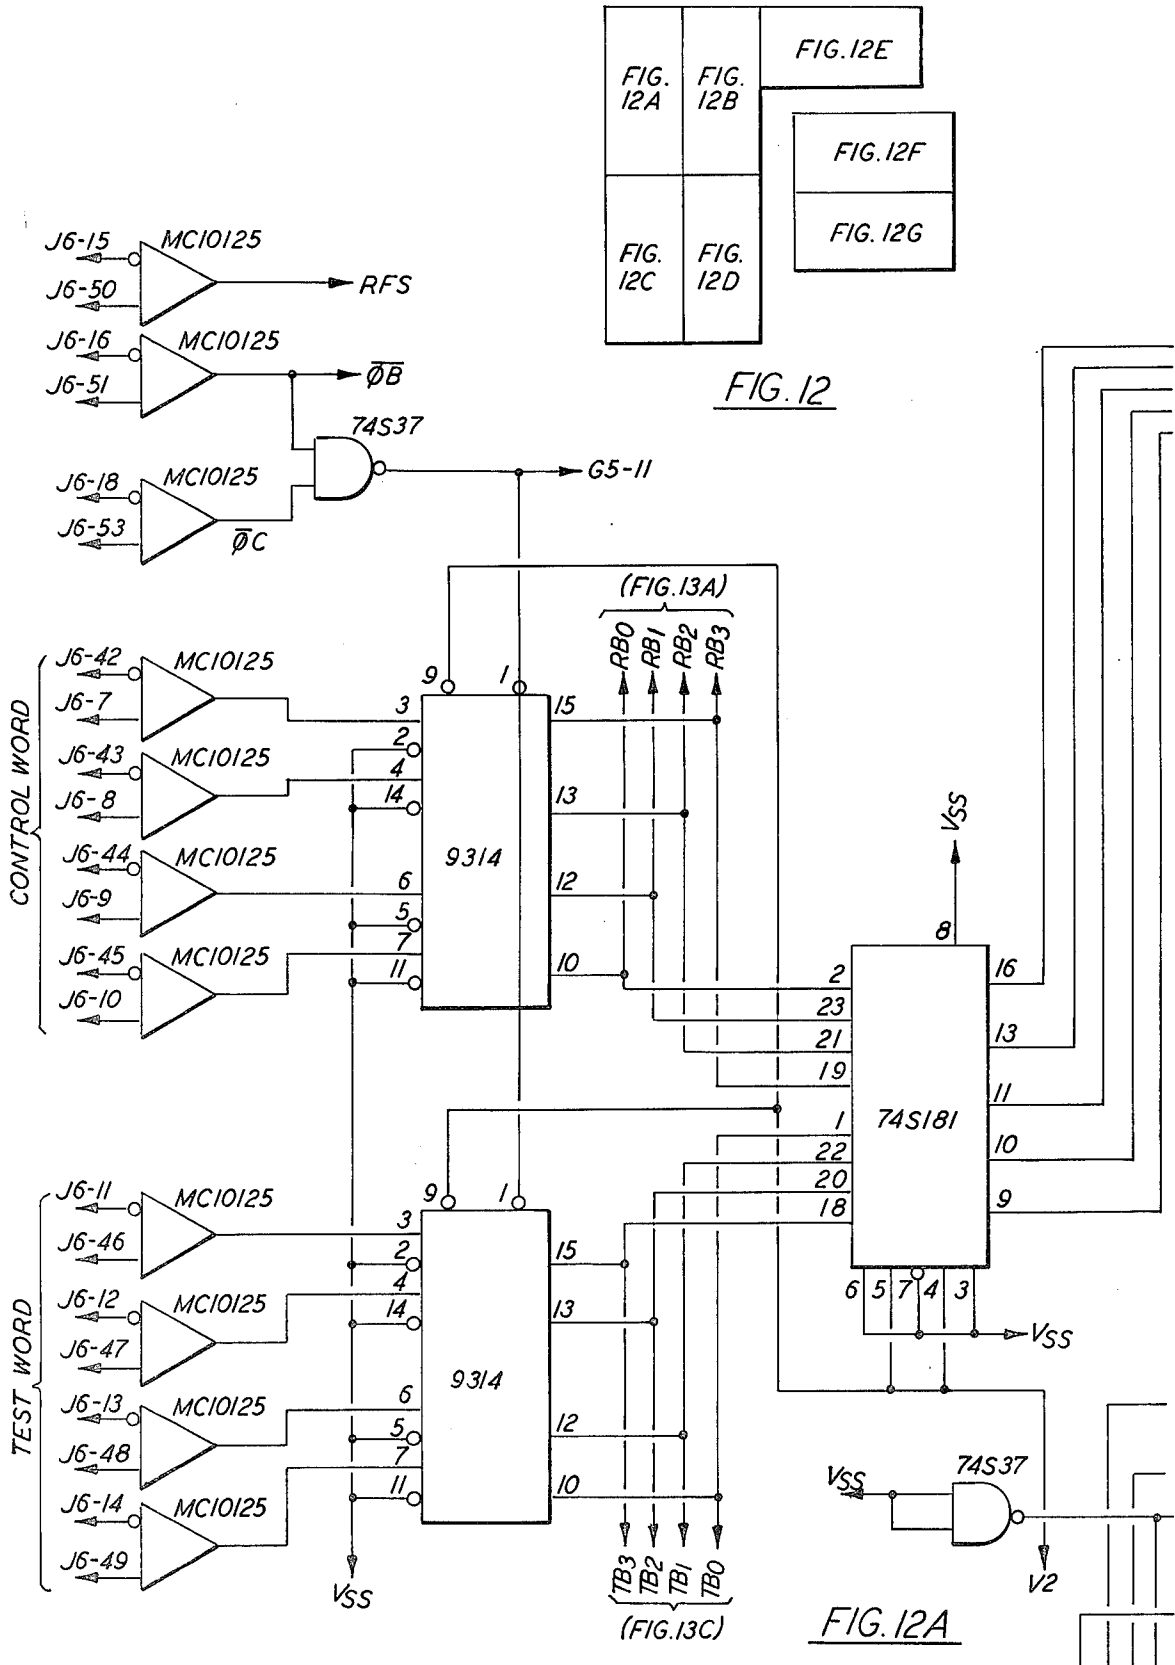 FIG. 12A
FIG. 12B
FIG. 12E
FIG. 12F
FIG. 12G
FIG. 12C
FIG. 12D
FIG. 12
J6-15
MC10125
J6-50
RFS
J6-16
MC10125
J6-51
φ̅B̅
74S37
G5-11
J6-18
MC10125
J6-53
φ̅C
(FIG.13A)
RB0
RB1
RB2
RB3
CONTROL WORD
J6-42
MC10125
J6-7
J6-43
MC10125
J6-8
J6-44
MC10125
J6-9
J6-45
MC10125
J6-10
9
1
3
2
4
14
6
5
7
11
9314
15
13
12
10
VSS
8
2
23
21
19
1
22
20
18
74S181
16
13
11
10
9
6
5
7
4
3
VSS
TEST WORD
J6-11
MC10125
J6-46
J6-12
MC10125
J6-47
J6-13
MC10125
J6-48
J6-14
MC10125
J6-49
9
1
3
2
4
14
6
5
7
11
9314
15
13
12
10
VSS
TB3
TB2
TB1
TB0
(FIG.13C)
VSS
74S37
V2
FIG. 12A